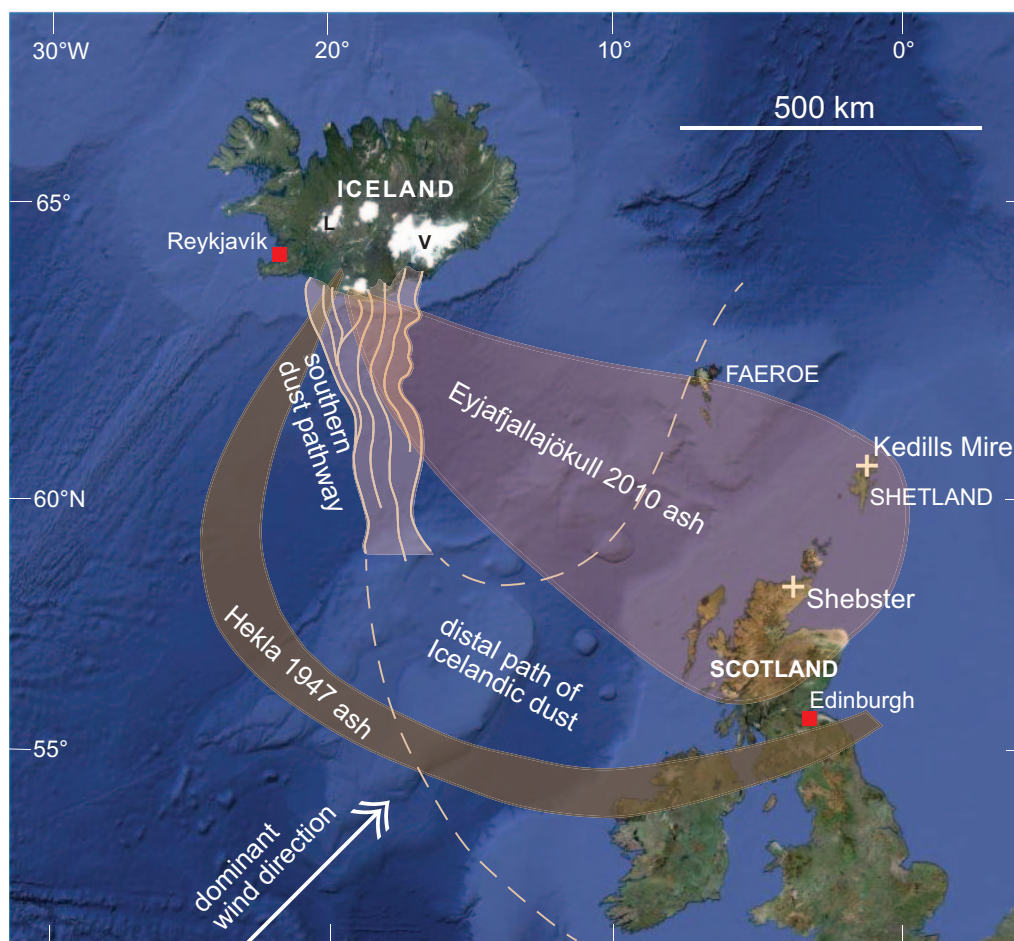 30°W
20°
10°
0°
500 km
65°
ICELAND
L
V
Reykjavík
southern
dust pathway
FAEROE
Eyjafjallajökull 2010 ash
Kedills Mire
SHETLAND
60°N
Shebster
Hekla 1947 ash
distal path of
Icelandic dust
SCOTLAND
Edinburgh
55°
dominant
wind direction